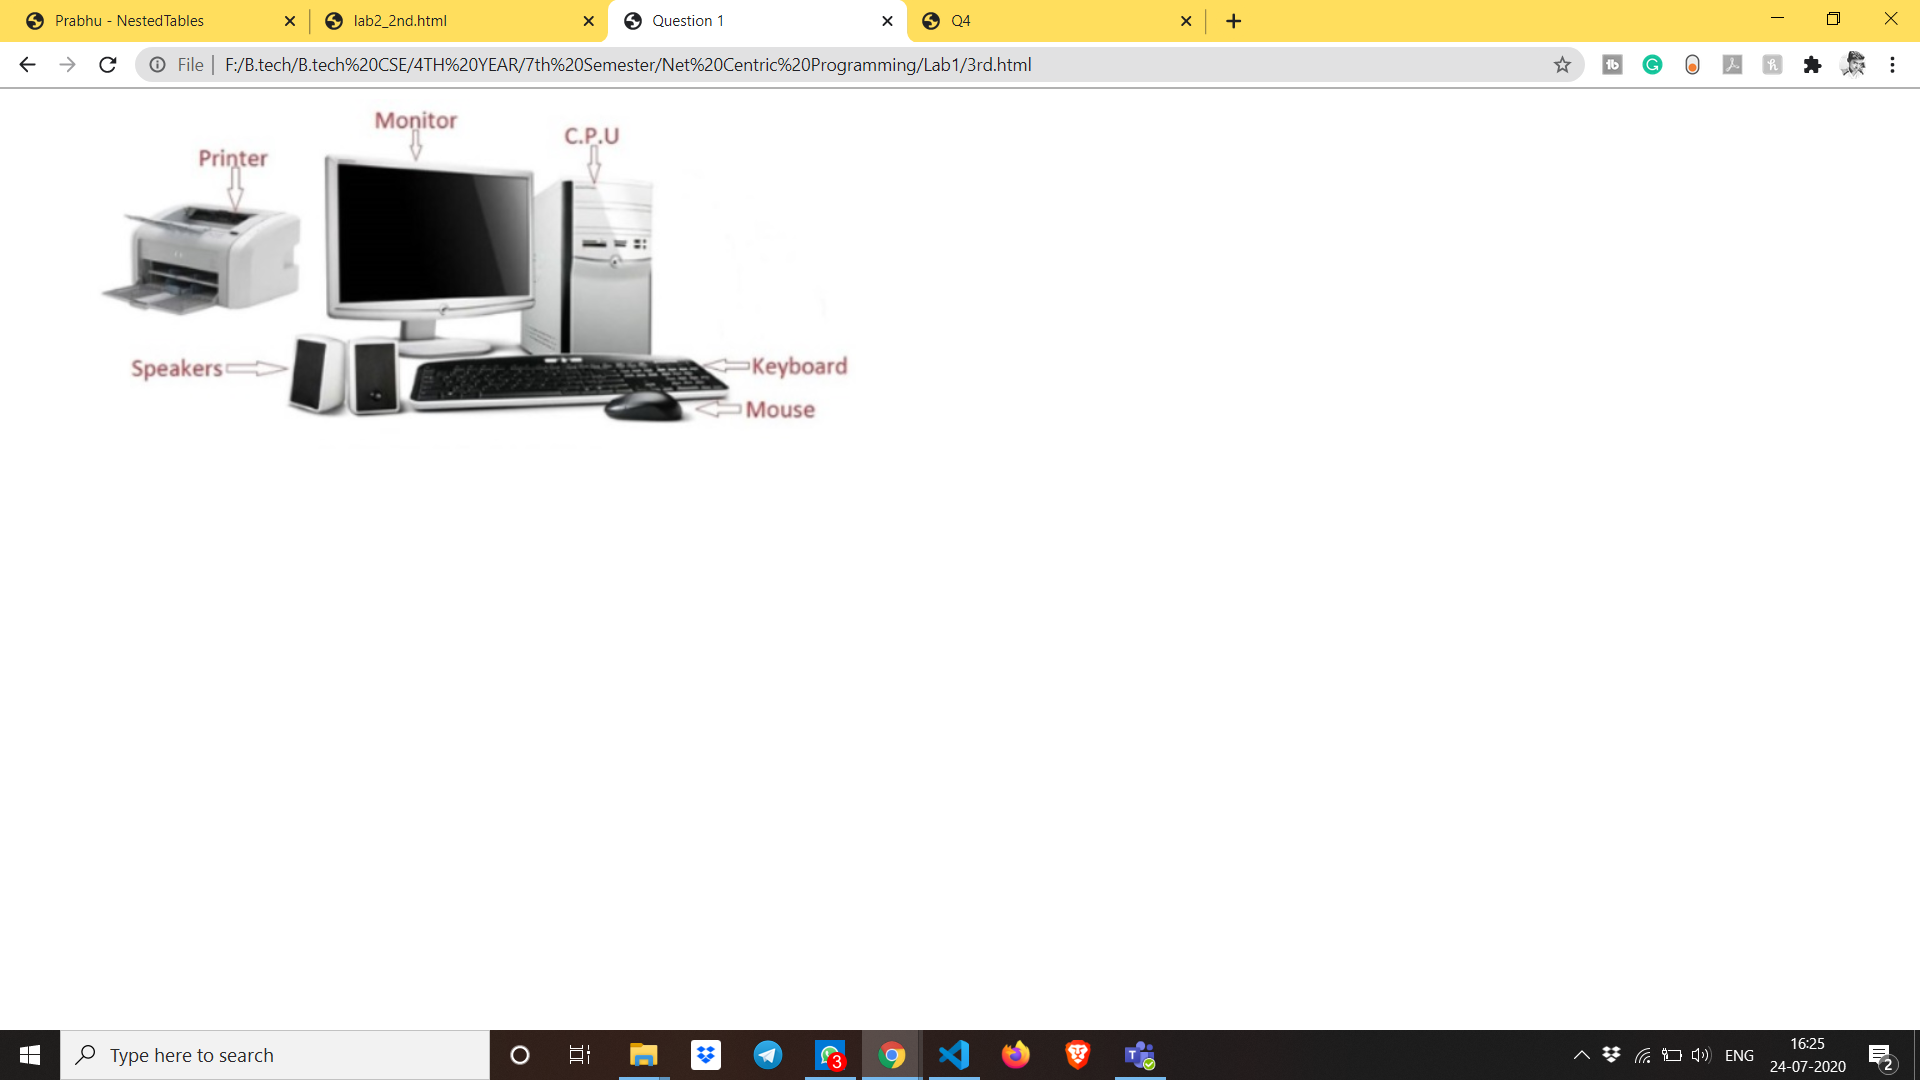 Prabhu - NestedTables
lab2_2nd.html
Question 1
Q4
File
F:/B.tech/B.tech%20CSE/4TH%20YEAR/7th%20Semester/Net%20Centric%20Programming/Lab1/3rd.html
Monitor
C.P.U
Printer
Speakers
Keyboard
Mouse
Type here to search
3
ENG
16:25
24-07-2020
2